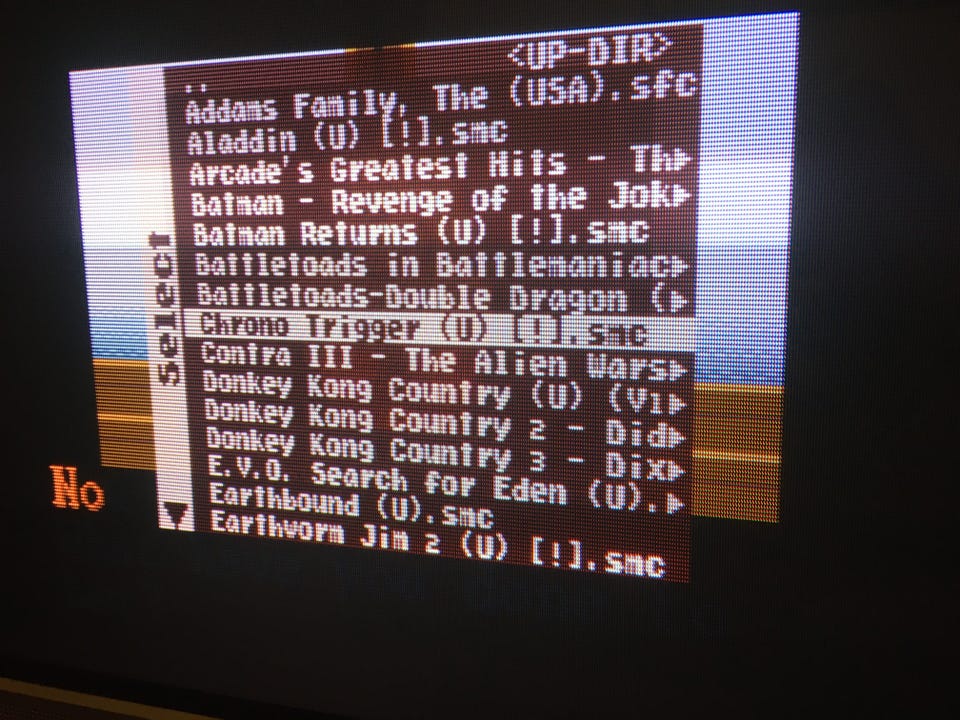 <UP-DIR>
..
Addams Family, The (USA).sfc
Aladdin (U) [!].smc
Arcade's Greatest Hits - Th
Batman - Revenge of the Jok
Batman Returns (U) [!].smc
Battletoads in Battlemaniac
Battletoads-Double Dragon (
Chrono Trigger (U) [!].smc
Contra III - The Alien Wars
Donkey Kong Country (U) (V1
Donkey Kong Country 2 - Did
Donkey Kong Country 3 - Dix
E.V.O. Search for Eden (U).
Earthbound (U).smc
Earthworm Jim 2 (U) [!].smc
Select
No